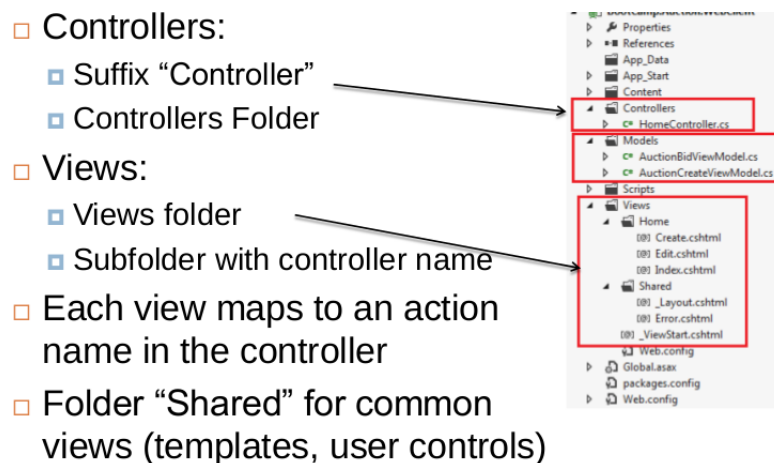 Controllers:
Suffix “Controller”
Controllers Folder
Views:
Views folder
Subfolder with controller name
Each view maps to an action
name in the controller
Folder “Shared” for common
views (templates, user controls)
Properties
References
App_Data
App_Start
Content
Controllers
C# HomeController.cs
Models
C# AuctionBidViewModel.cs
C# AuctionCreateViewModel.cs
Scripts
Views
Home
[@] Create.cshtml
[@] Edit.cshtml
[@] Index.cshtml
Shared
[@] _Layout.cshtml
[@] Error.cshtml
[@] _ViewStart.cshtml
Web.config
Global.asax
packages.config
Web.config